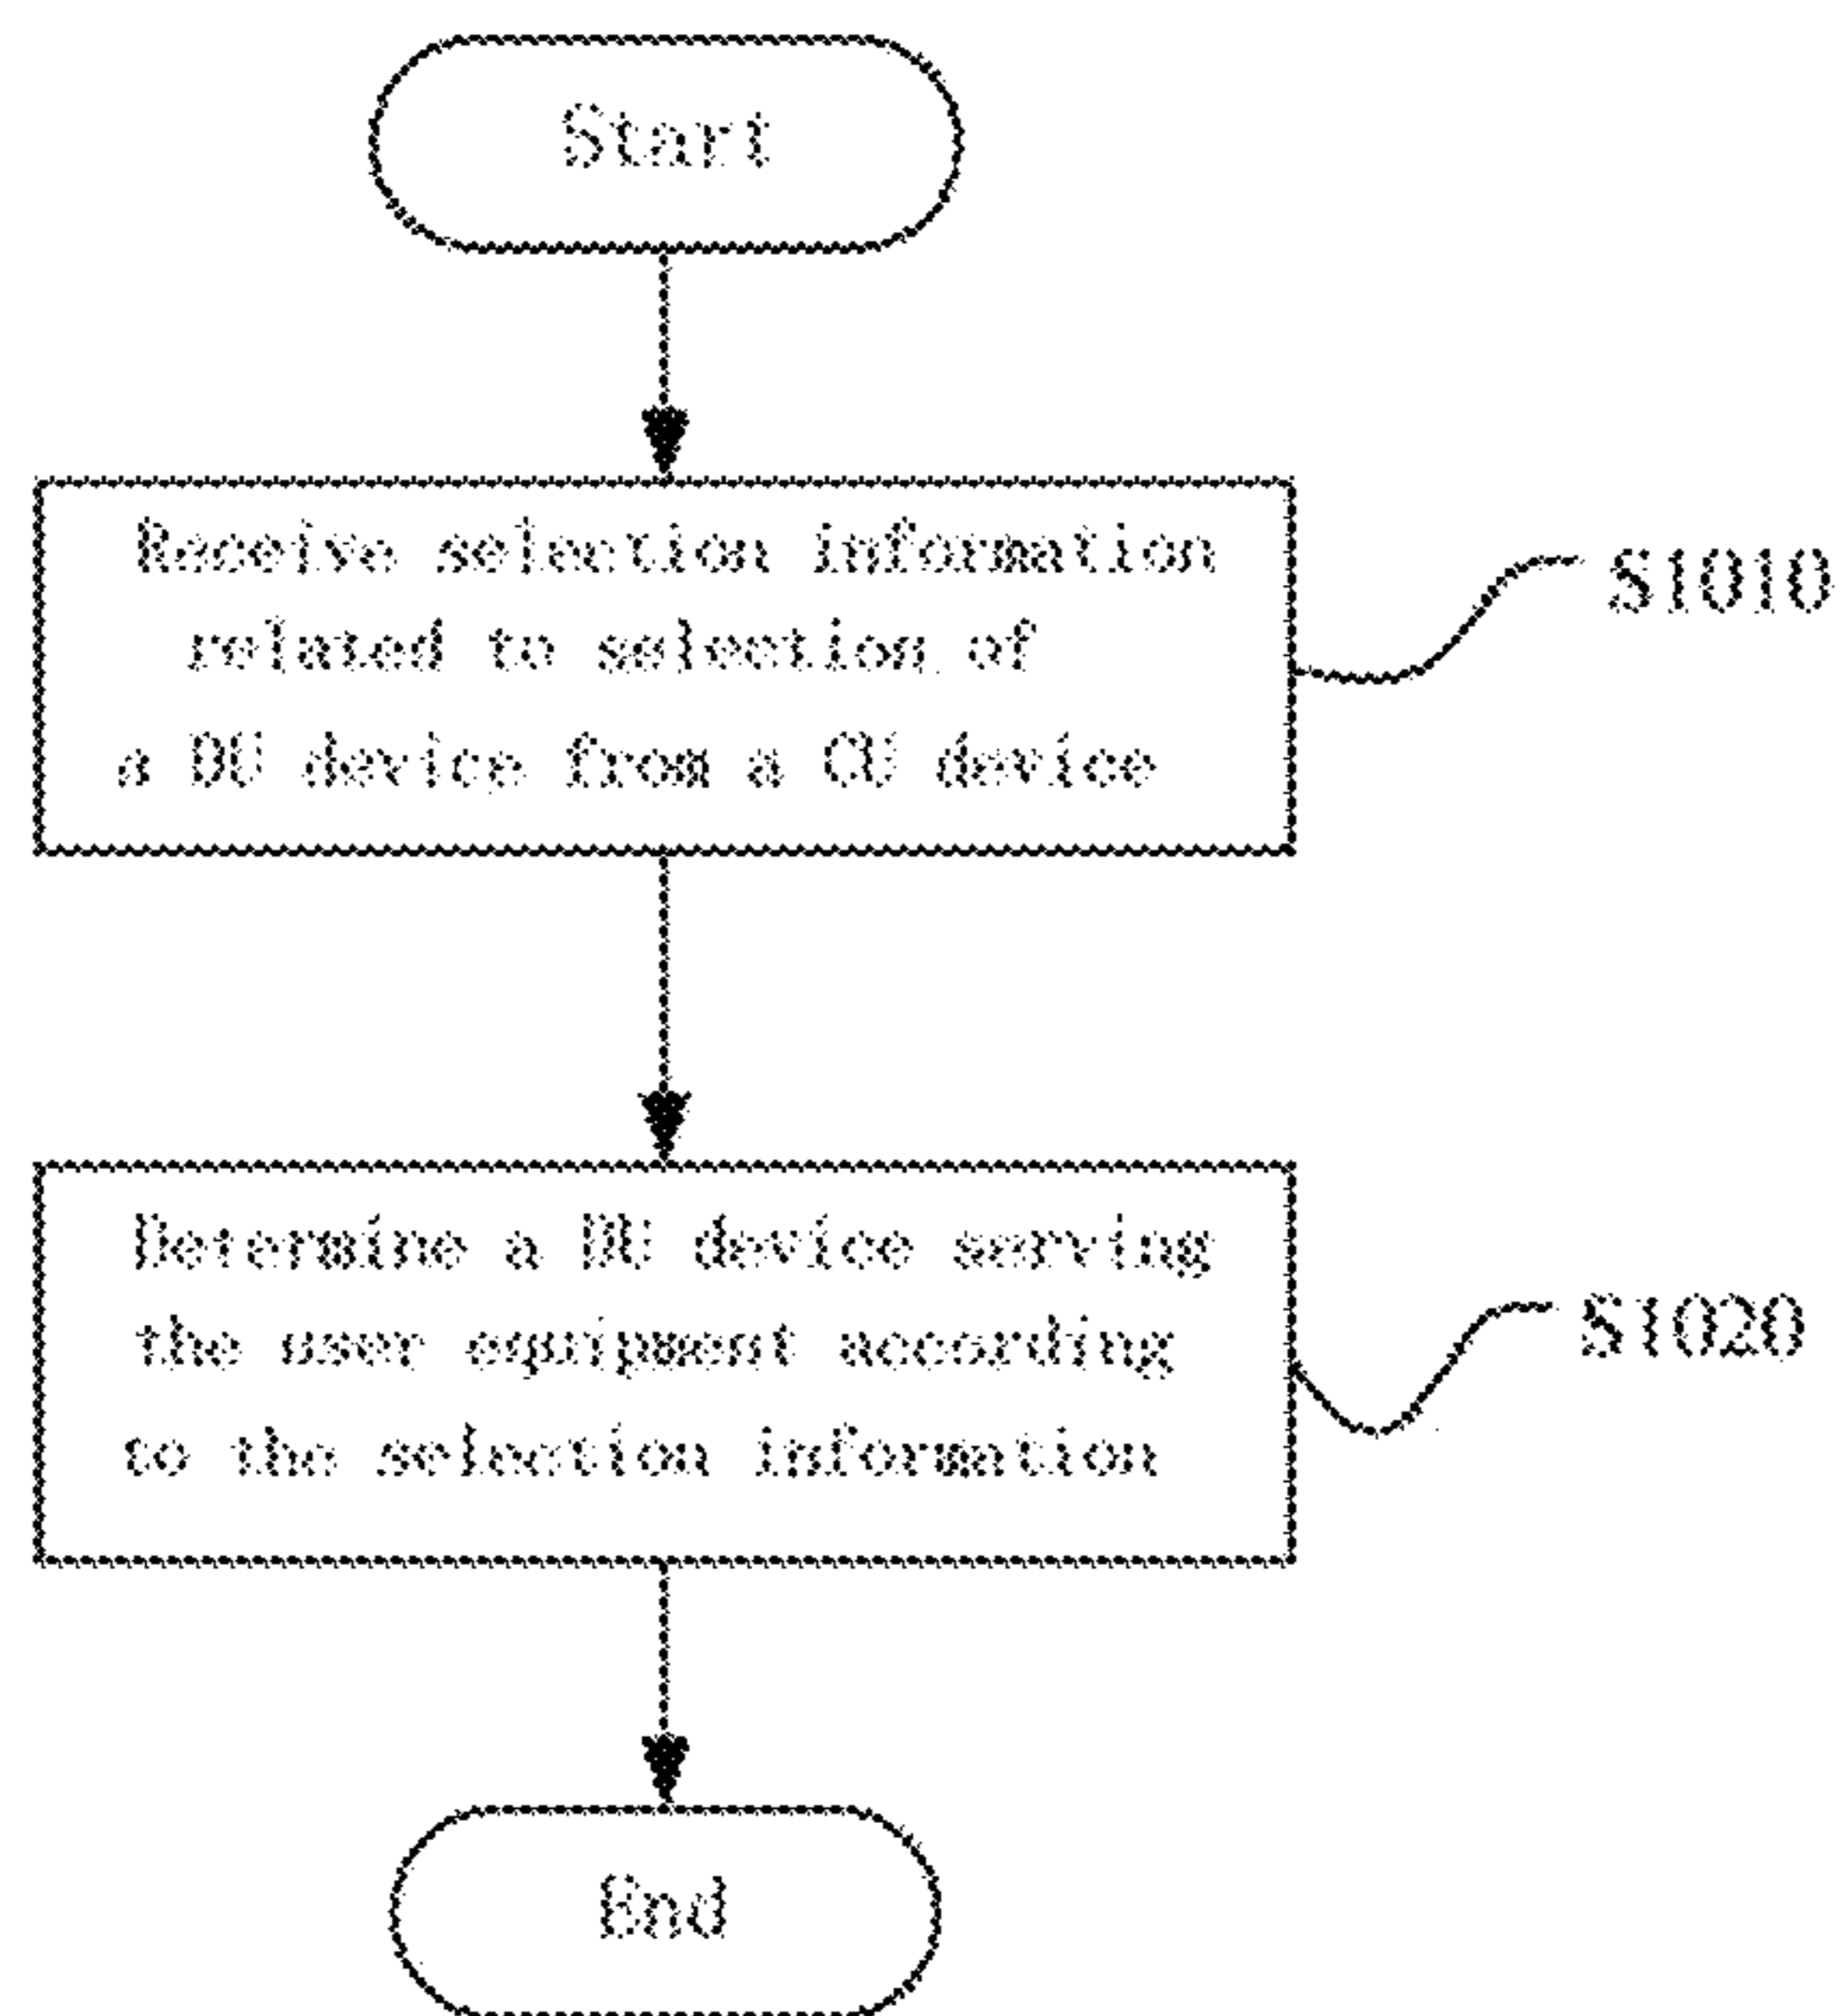 Start
Receive selection information
related to selection of
a DU device from a CU device
S1010
Determine a DU device serving
the user equipment according
to the selection information
S1020
End